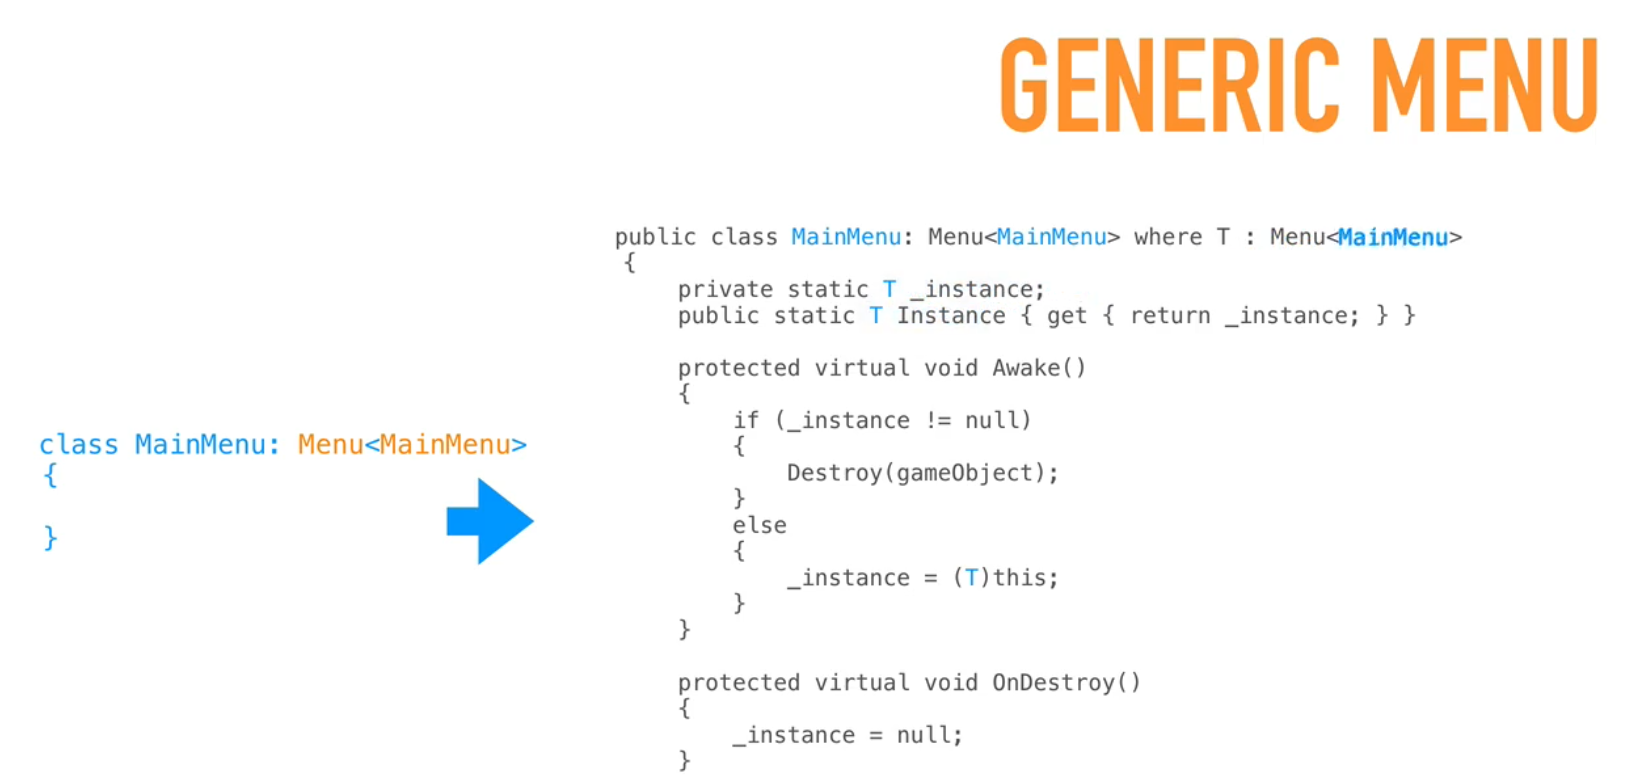 GENERIC MENU
class MainMenu: Menu<MainMenu>
{
}
public class MainMenu: Menu<MainMenu> where T : Menu<MainMenu>
{
private static T _instance;
public static T Instance { get { return _instance; } }
protected virtual void Awake()
{
if (_instance != null)
{
Destroy(gameObject);
}
else
{
_instance = (T)this;
}
}
protected virtual void OnDestroy()
{
_instance = null;
}